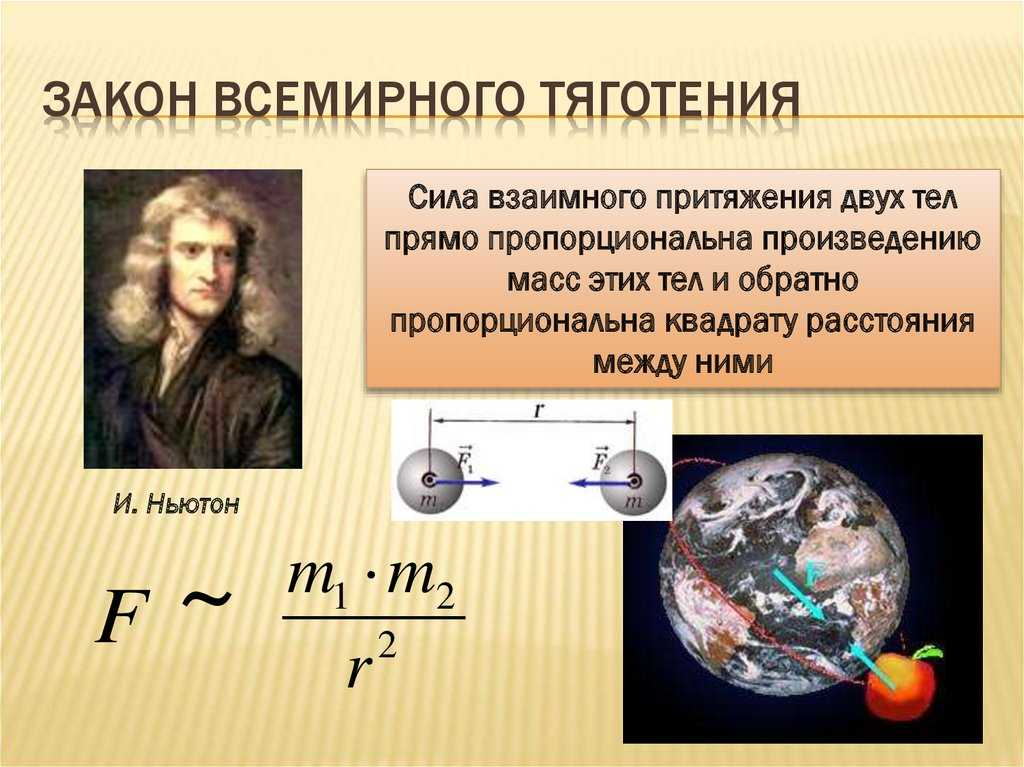 ЗАКОН ВСЕМИРНОГО ТЯГОТЕНИЯ
Сила взаимного притяжения двух тел
прямо пропорциональна произведению
масс этих тел и обратно
пропорциональна квадрату расстояния
между ними
r
F₁ F₂
m m
И. Ньютон
F ~ m₁ · m₂
r²
F